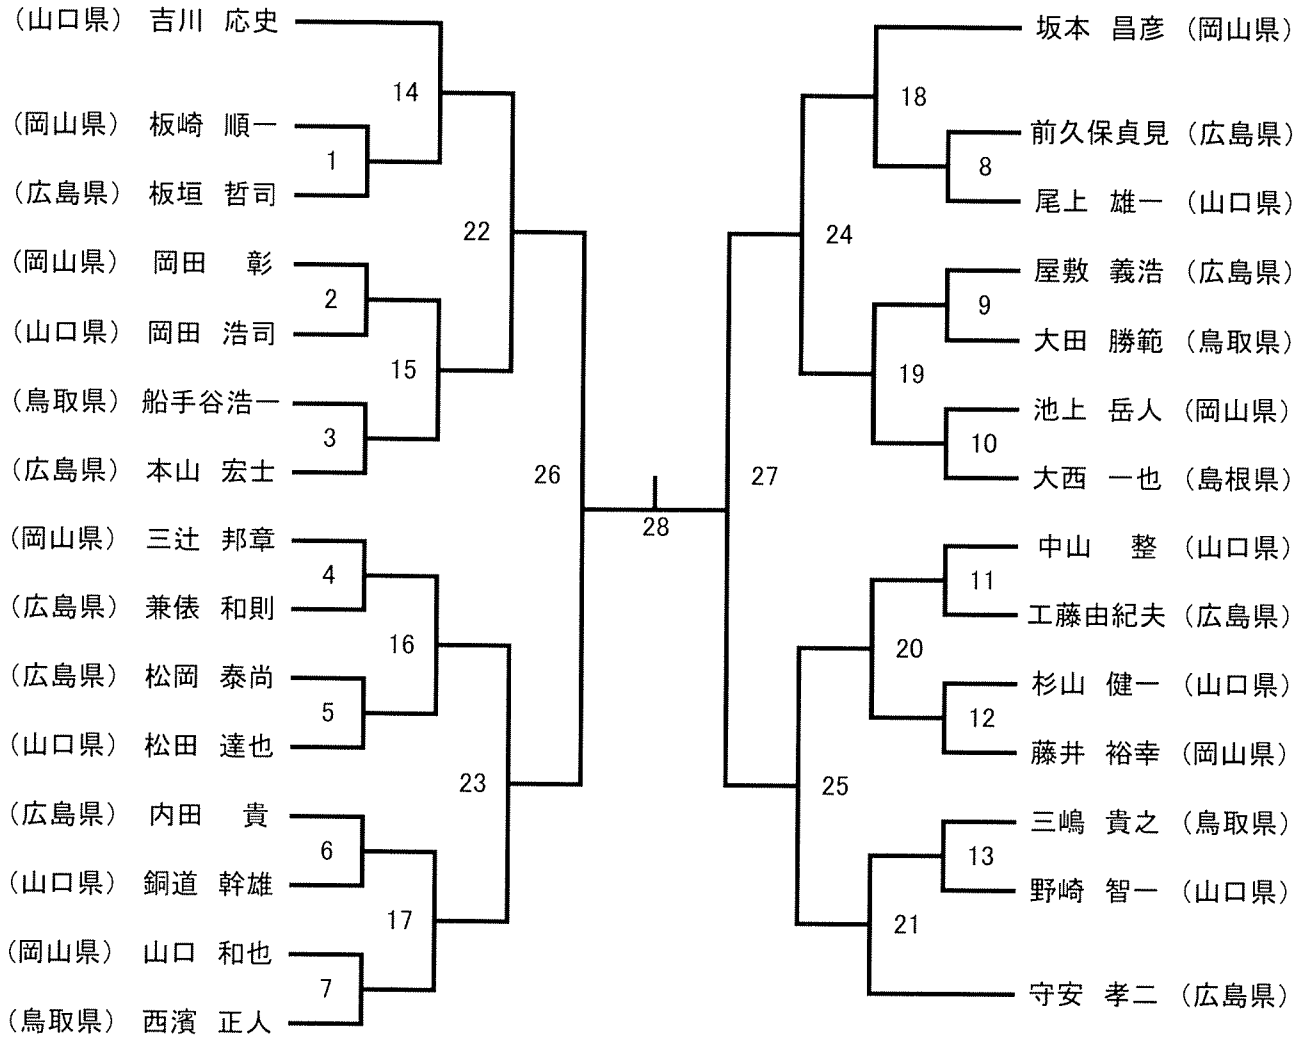 (山口県) 吉川 応史
14
(岡山県) 板崎 順一
1
(広島県) 板垣 哲司
22
(岡山県) 岡田 彰
2
(山口県) 岡田 浩司
15
(鳥取県) 船手谷浩一
3
(広島県) 本山 宏士
26
(岡山県) 三辻 邦章
4
(広島県) 兼俵 和則
16
(広島県) 松岡 泰尚
5
(山口県) 松田 達也
23
(広島県) 内田 貴
6
(山口県) 銅道 幹雄
17
(岡山県) 山口 和也
7
(鳥取県) 西濱 正人
28
坂本 昌彦 (岡山県)
18
前久保貞見 (広島県)
8
尾上 雄一 (山口県)
24
屋敷 義浩 (広島県)
9
大田 勝範 (鳥取県)
19
池上 岳人 (岡山県)
10
大西 一也 (島根県)
27
中山 整 (山口県)
11
工藤由紀夫 (広島県)
20
杉山 健一 (山口県)
12
藤井 裕幸 (岡山県)
25
三嶋 貴之 (鳥取県)
13
野崎 智一 (山口県)
21
守安 孝二 (広島県)